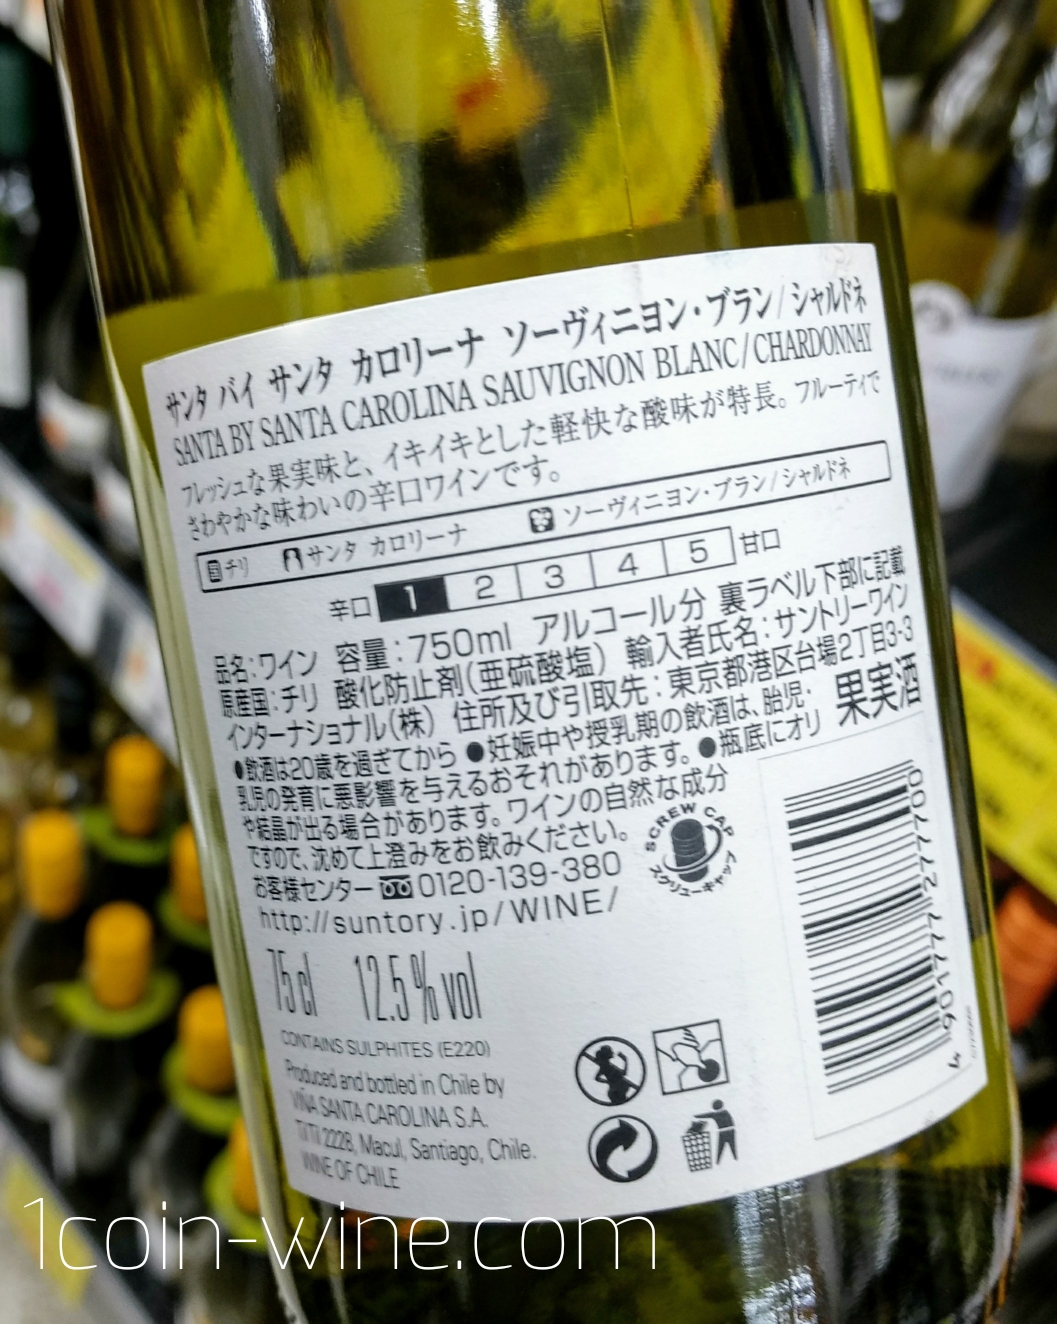 サンタ バイ サンタ カロリーナ ソーヴィニヨン・ブラン/シャルドネ
SANTA BY SANTA CAROLINA SAUVIGNON BLANC/CHARDONNAY
フレッシュな果実味と、イキイキとした軽快な酸味が特長。フルーティで
さわやかな味わいの辛口ワインです。
チリ サンタ カロリーナ ソーヴィニヨン・ブラン/シャルドネ
辛口 1 2 3 4 5 甘口
品名:ワイン 容量:750ml アルコール分 裏ラベル下部に記載
原産国:チリ 酸化防止剤(亜硫酸塩) 輸入者氏名:サントリーワイン
インターナショナル(株) 住所及び引取先:東京都港区台場2丁目3-3
●飲酒は20歳を過ぎてから ●妊娠中や授乳期の飲酒は、胎児・
果実酒
乳児の発育に悪影響を与えるおそれがあります。●瓶底にオリ
や結晶が出る場合があります。ワインの自然な成分
ですので、沈めて上澄みをお飲みください。
お客様センター 0120-139-380
http://suntory.jp/WINE/
SCREW CAP
スクリューキャップ
75cl 12.5%vol
CONTAINS SULPHITES (E220)
Produced and bottled in Chile by
VIÑA SANTA CAROLINA S.A.
Til Til 2228, Macul, Santiago, Chile.
WINE OF CHILE
4 901777 277700
1coin-wine.com